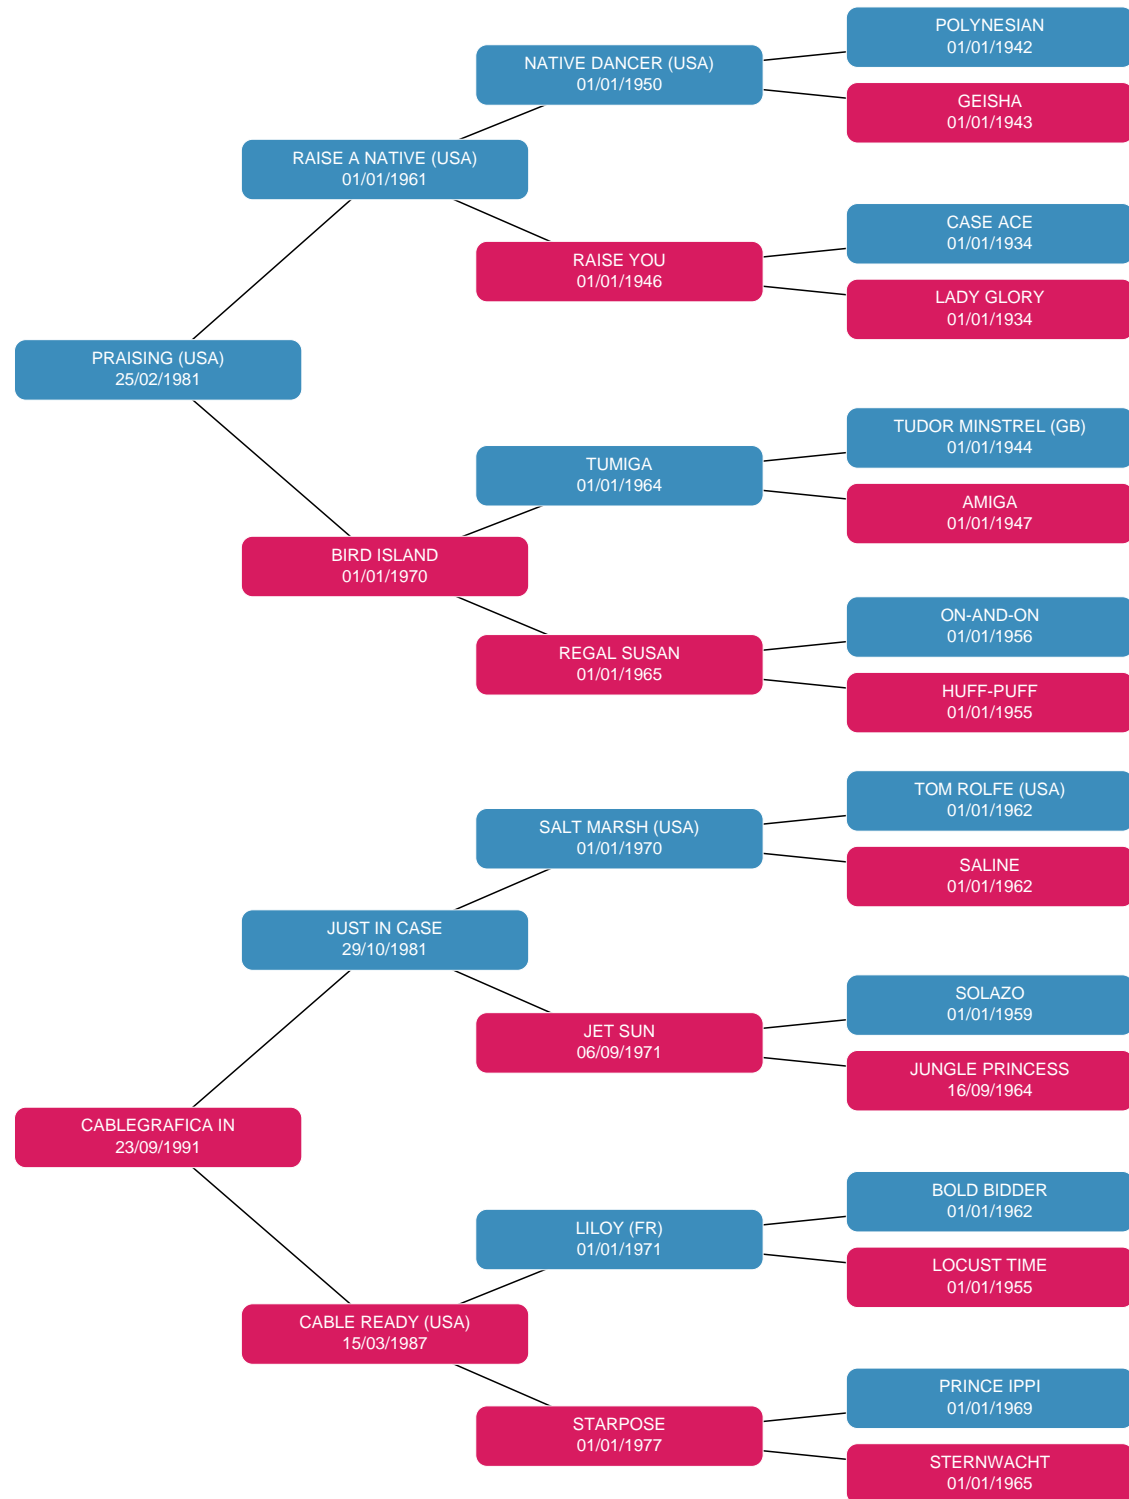 POLYNESIAN
01/01/1942
NATIVE DANCER (USA)
01/01/1950
GEISHA
01/01/1943
RAISE A NATIVE (USA)
01/01/1961
CASE ACE
01/01/1934
RAISE YOU
01/01/1946
LADY GLORY
01/01/1934
PRAISING (USA)
25/02/1981
TUDOR MINSTREL (GB)
01/01/1944
TUMIGA
01/01/1964
AMIGA
01/01/1947
BIRD ISLAND
01/01/1970
ON-AND-ON
01/01/1956
REGAL SUSAN
01/01/1965
HUFF-PUFF
01/01/1955
TOM ROLFE (USA)
01/01/1962
SALT MARSH (USA)
01/01/1970
SALINE
01/01/1962
JUST IN CASE
29/10/1981
SOLAZO
01/01/1959
JET SUN
06/09/1971
JUNGLE PRINCESS
16/09/1964
CABLEGRAFICA IN
23/09/1991
BOLD BIDDER
01/01/1962
LILOY (FR)
01/01/1971
LOCUST TIME
01/01/1955
CABLE READY (USA)
15/03/1987
PRINCE IPPI
01/01/1969
STARPOSE
01/01/1977
STERNWACHT
01/01/1965